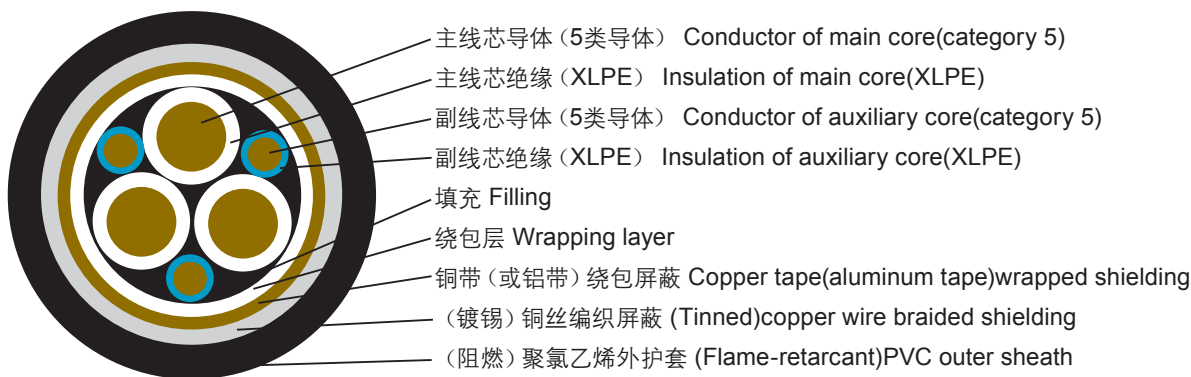 主线芯导体（5类导体） Conductor of main core(category 5)
主线芯绝缘（XLPE） Insulation of main core(XLPE)
副线芯导体（5类导体） Conductor of auxiliary core(category 5)
副线芯绝缘（XLPE） Insulation of auxiliary core(XLPE)
填充 Filling
绕包层 Wrapping layer
铜带（或铝带）绕包屏蔽 Copper tape(aluminum tape)wrapped shielding
（镀锡）铜丝编织屏蔽 (Tinned)copper wire braided shielding
（阻燃）聚氯乙烯外护套 (Flame-retarcant)PVC outer sheath